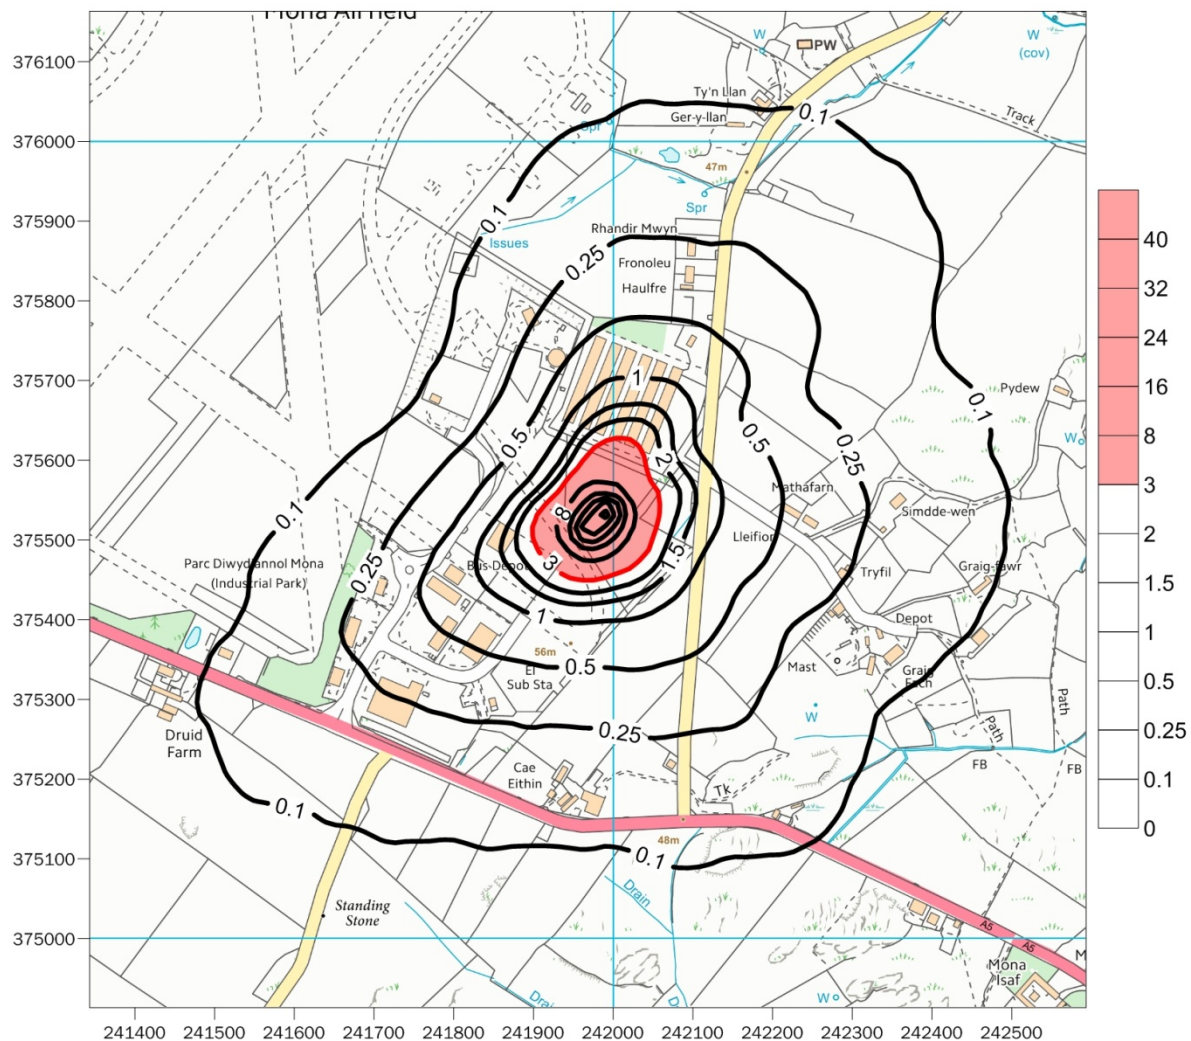 Mona Airfield
376100
376000
375900
375800
375700
375600
375500
375400
375300
375200
375100
375000
241400
241500
241600
241700
241800
241900
242000
242100
242200
242300
242400
242500
40
32
24
16
8
3
2
1.5
1
0.5
0.25
0.1
0
W
PW
W
(cov)
Ty'n Llan
Ger-y-llan
0.1
Track
Spr
47m
Spr
0.1
Issues
Rhandir Mwyn
0.25
Fronoleu
Haulfre
1
Pydew
0.1
W
0.5
0.5
0.25
2
Mathafarn
Simdde-wen
0.1
8
Lleifior
1.5
Parc Diwydiannol Mona
(Industrial Park)
0.25
Bus Depot
3
Tryfil
Graig-fawr
1
Depot
56m
El
Sub Sta
0.5
Mast
Graig
Fach
Path
Path
W
0.25
Druid
Farm
FB
FB
Cae
Eithin
Tk
0.1
48m
0.1
Drain
Standing
Stone
A5
A5
Mona
Isaf
M
W
Drai
D